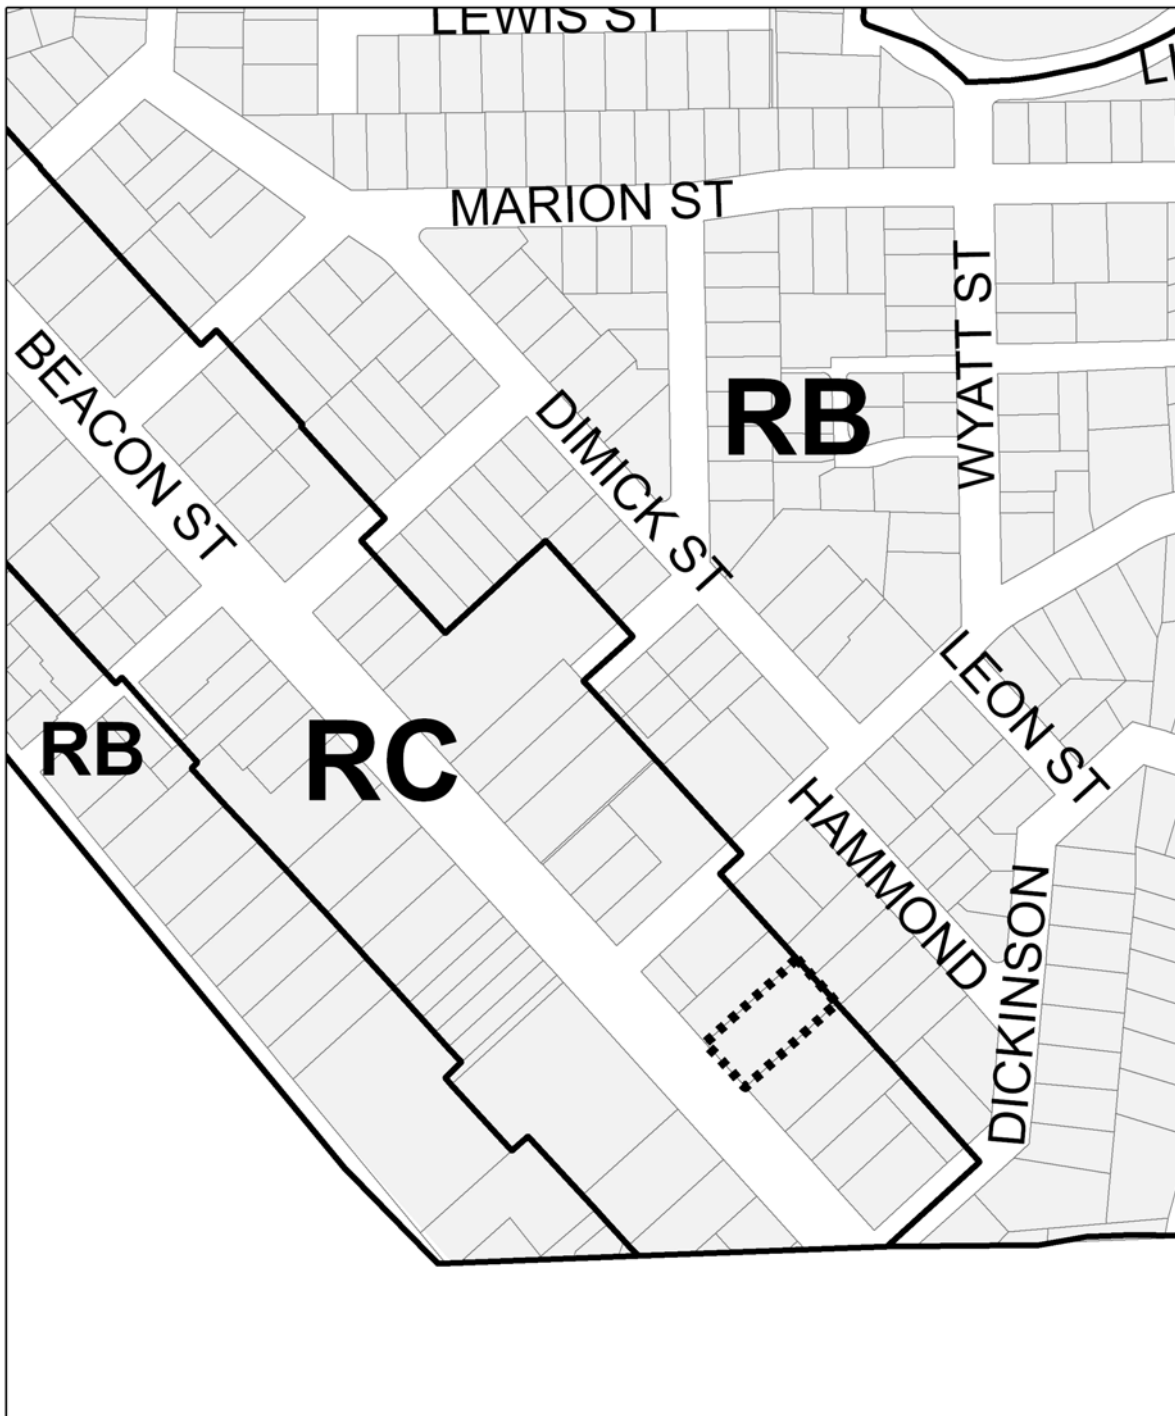 LEWIS ST
MARION ST
WYATT ST
BEACON ST
DIMICK ST
RB
LEON ST
RB
RC
HAMMOND
DICKINSON